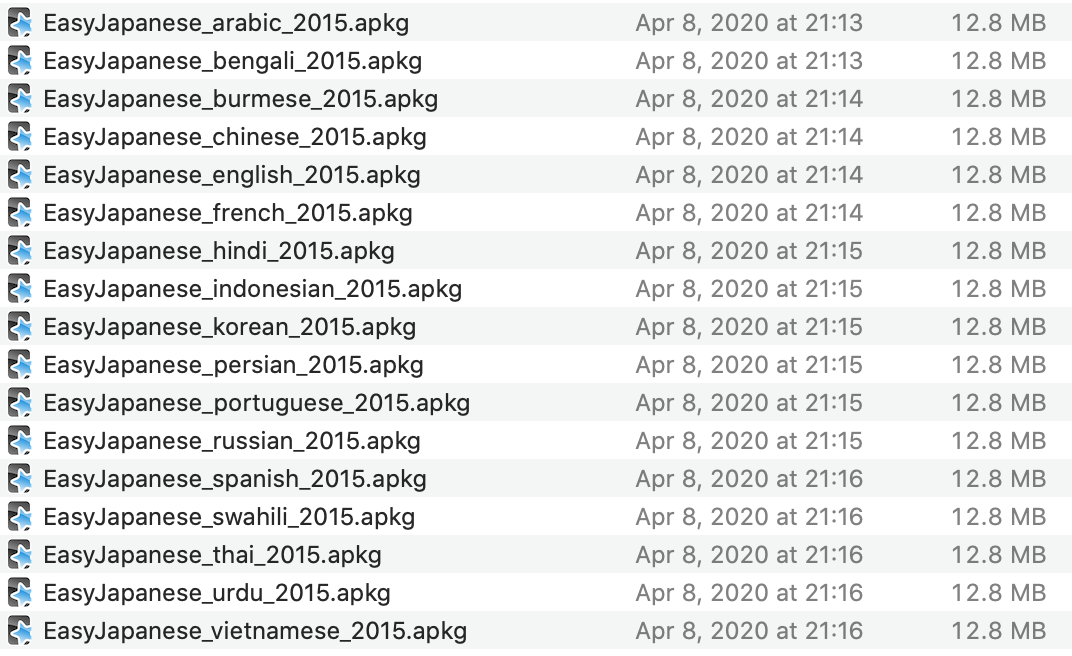 EasyJapanese_arabic_2015.apkg Apr 8, 2020 at 21:13 12.8 MB
EasyJapanese_bengali_2015.apkg Apr 8, 2020 at 21:13 12.8 MB
EasyJapanese_burmese_2015.apkg Apr 8, 2020 at 21:14 12.8 MB
EasyJapanese_chinese_2015.apkg Apr 8, 2020 at 21:14 12.8 MB
EasyJapanese_english_2015.apkg Apr 8, 2020 at 21:14 12.8 MB
EasyJapanese_french_2015.apkg Apr 8, 2020 at 21:14 12.8 MB
EasyJapanese_hindi_2015.apkg Apr 8, 2020 at 21:15 12.8 MB
EasyJapanese_indonesian_2015.apkg Apr 8, 2020 at 21:15 12.8 MB
EasyJapanese_korean_2015.apkg Apr 8, 2020 at 21:15 12.8 MB
EasyJapanese_persian_2015.apkg Apr 8, 2020 at 21:15 12.8 MB
EasyJapanese_portuguese_2015.apkg Apr 8, 2020 at 21:15 12.8 MB
EasyJapanese_russian_2015.apkg Apr 8, 2020 at 21:15 12.8 MB
EasyJapanese_spanish_2015.apkg Apr 8, 2020 at 21:16 12.8 MB
EasyJapanese_swahili_2015.apkg Apr 8, 2020 at 21:16 12.8 MB
EasyJapanese_thai_2015.apkg Apr 8, 2020 at 21:16 12.8 MB
EasyJapanese_urdu_2015.apkg Apr 8, 2020 at 21:16 12.8 MB
EasyJapanese_vietnamese_2015.apkg Apr 8, 2020 at 21:16 12.8 MB